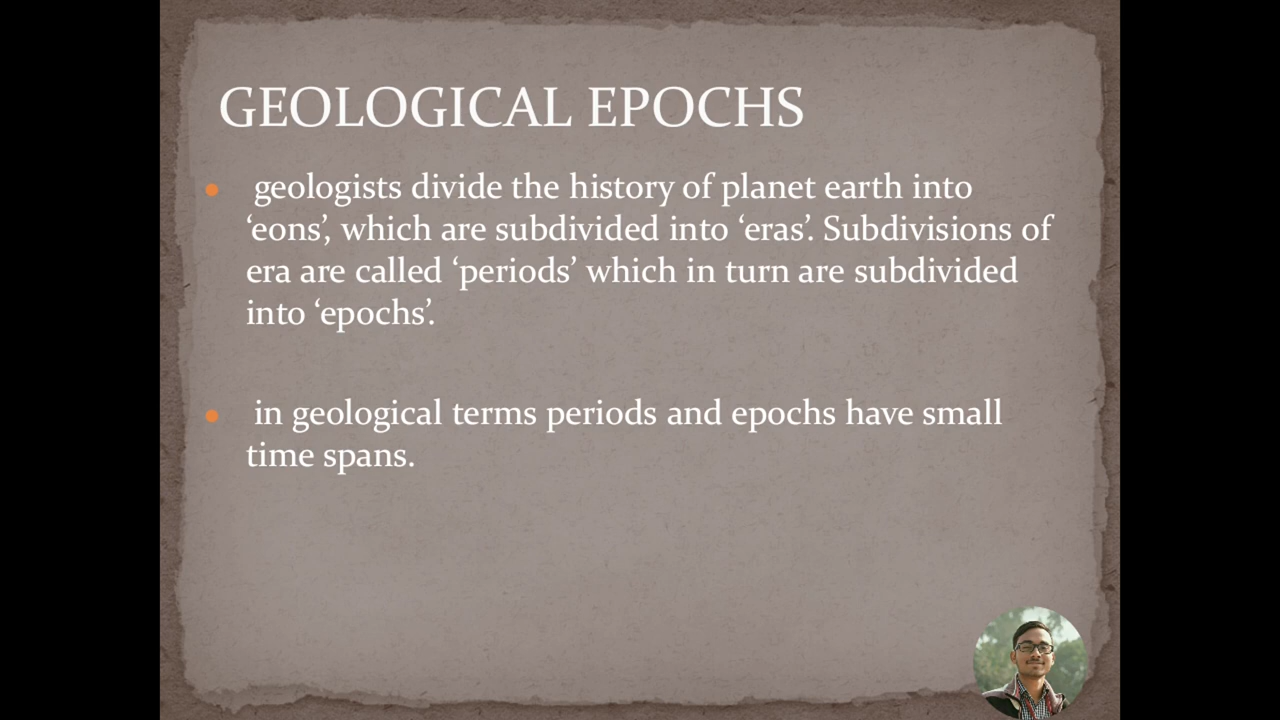 GEOLOGICAL EPOCHS
geologists divide the history of planet earth into
‘eons’, which are subdivided into ‘eras’. Subdivisions of
era are called ‘periods’ which in turn are subdivided
into ‘epochs’.
in geological terms periods and epochs have small
time spans.